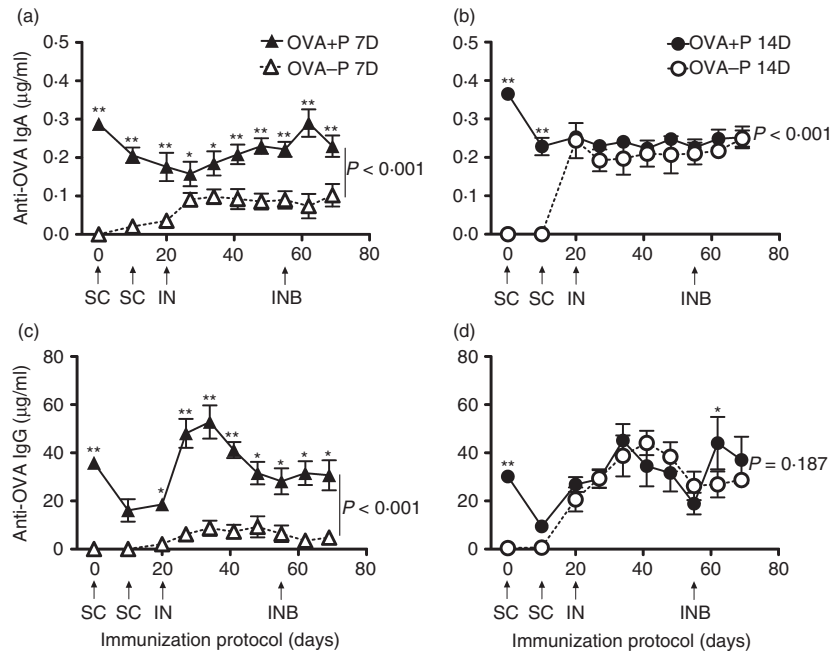 (a)
OVA+P 7D
OVA–P 7D
Anti-OVA IgA (μg/ml)
0·5
0·4
0·3
0·2
0·1
0·0
** ** ** * * ** ** ** ** **
P < 0·001
0 20 40 60 80
SC SC IN INB
(b)
OVA+P 14D
OVA–P 14D
0·5
0·4
0·3
0·2
0·1
0·0
** **
P < 0·001
0 20 40 60 80
SC SC IN INB
(c)
Anti-OVA IgG (μg/ml)
80
60
40
20
0
** * ** ** ** * * * *
P < 0·001
0 20 40 60 80
SC SC IN INB
Immunization protocol (days)
(d)
80
60
40
20
0
** *
P = 0·187
0 20 40 60 80
SC SC IN INB
Immunization protocol (days)